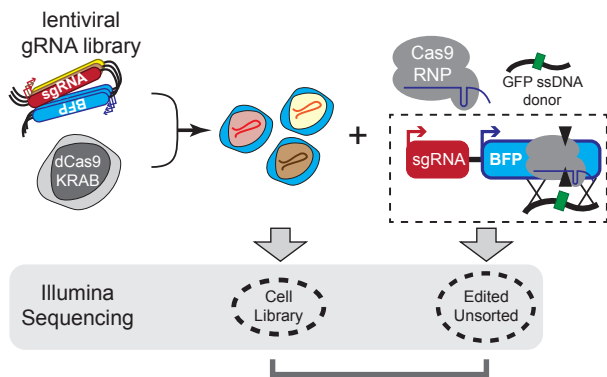 lentiviral
gRNA library
sgRNA
BFP
dCas9
KRAB
+
Cas9
RNP
GFP ssDNA
donor
sgRNA
BFP
Illumina
Sequencing
Cell
Library
Edited
Unsorted